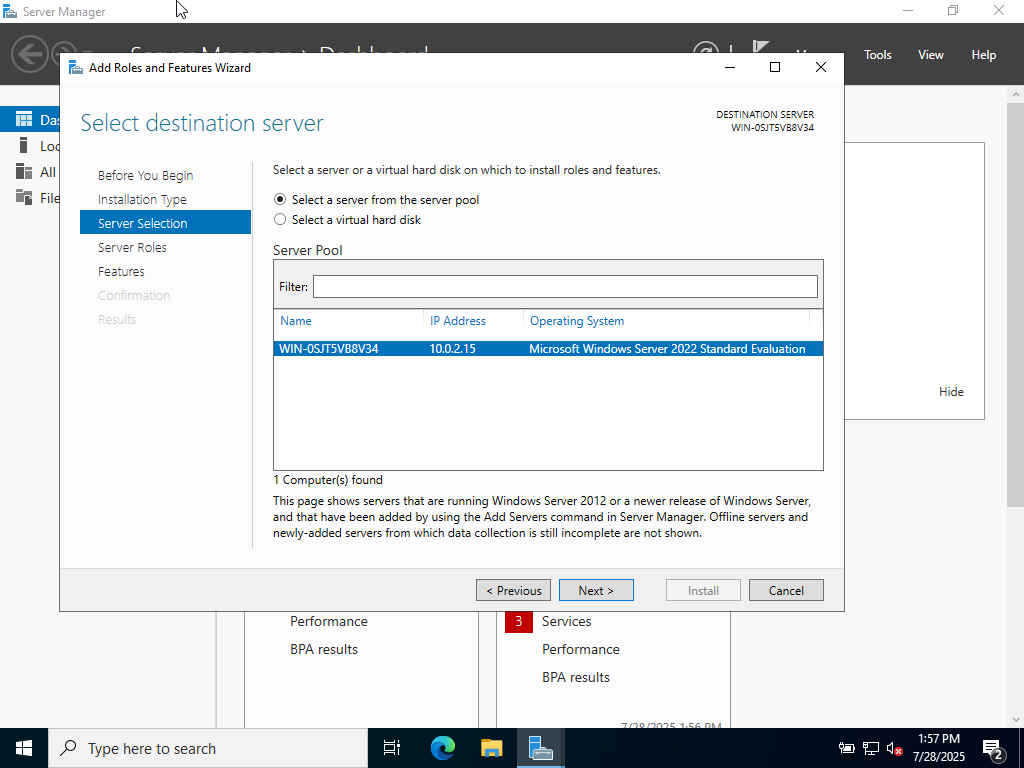 Server Manager
Server Manager › Dashboard
Tools
View
Help
Add Roles and Features Wizard
Select destination server
DESTINATION SERVER
WIN-0SJT5VB8V34
Before You Begin
Installation Type
Server Selection
Server Roles
Features
Confirmation
Results
Select a server or a virtual hard disk on which to install roles and features.
Select a server from the server pool
Select a virtual hard disk
Server Pool
Filter:
Name IP Address Operating System
WIN-0SJT5VB8V34 10.0.2.15 Microsoft Windows Server 2022 Standard Evaluation
1 Computer(s) found
This page shows servers that are running Windows Server 2012 or a newer release of Windows Server,
and that have been added by using the Add Servers command in Server Manager. Offline servers and
newly-added servers from which data collection is still incomplete are not shown.
< Previous
Next >
Install
Cancel
Das
Loc
All
File
Hide
Performance
BPA results
3 Services
Performance
BPA results
7/28/2025 1:56 PM
Type here to search
1:57 PM
7/28/2025
2